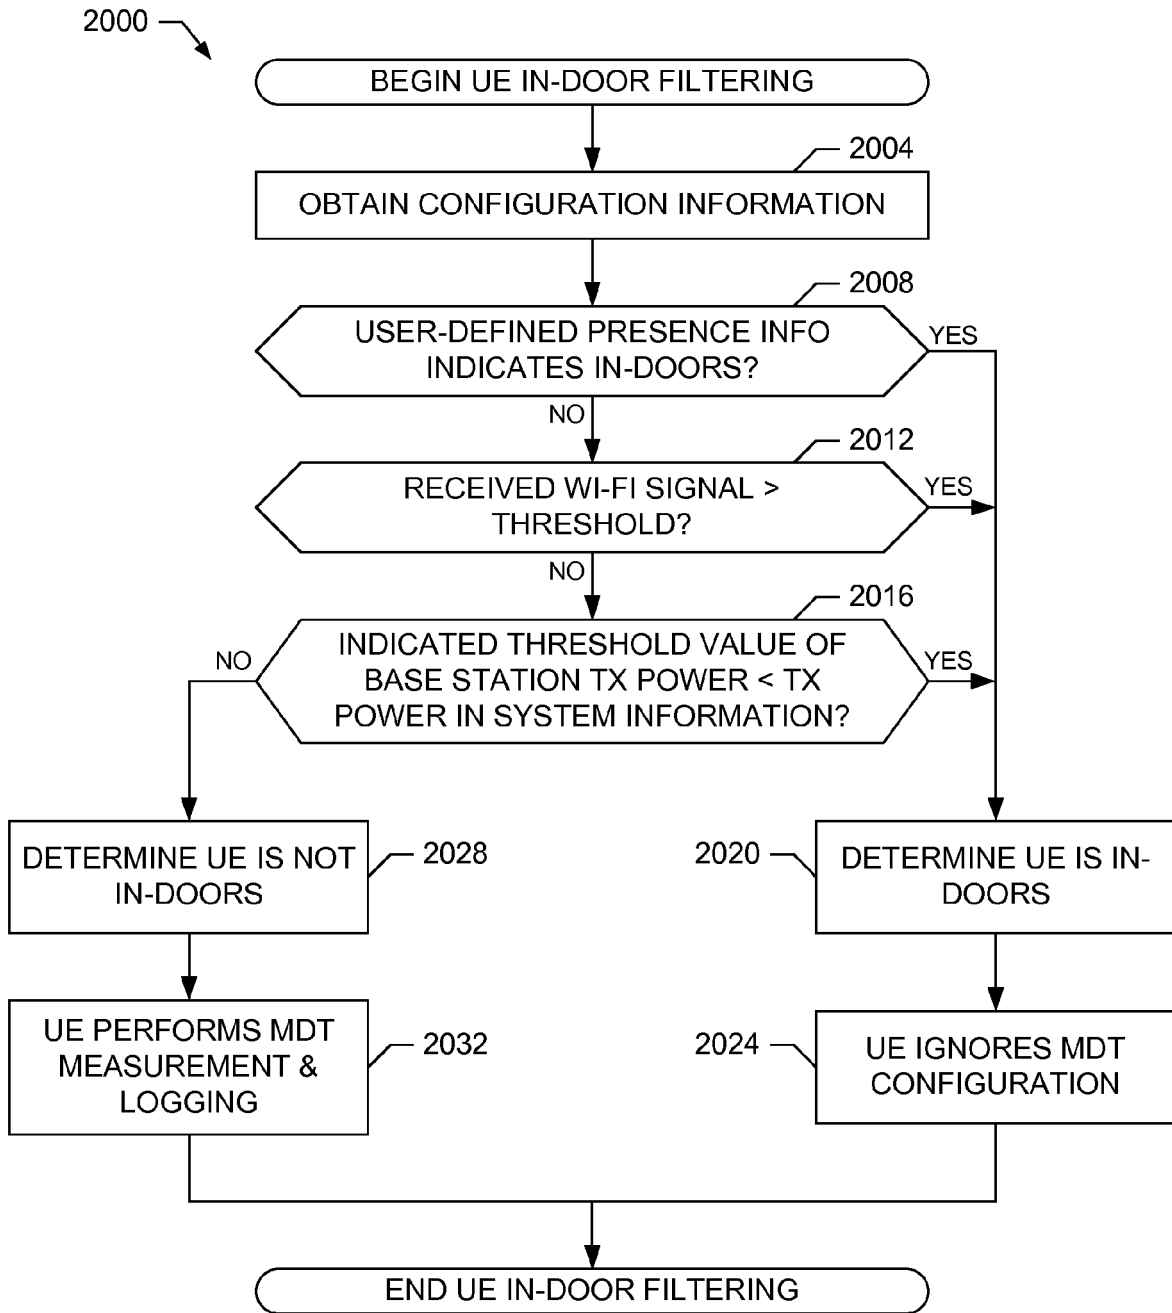 2000
BEGIN UE IN-DOOR FILTERING
2004
OBTAIN CONFIGURATION INFORMATION
2008
USER-DEFINED PRESENCE INFO
INDICATES IN-DOORS?
YES
NO
2012
RECEIVED WI-FI SIGNAL >
THRESHOLD?
YES
NO
2016
INDICATED THRESHOLD VALUE OF
BASE STATION TX POWER < TX
POWER IN SYSTEM INFORMATION?
NO
YES
DETERMINE UE IS NOT
IN-DOORS
2028
2020
DETERMINE UE IS IN-
DOORS
UE PERFORMS MDT
MEASUREMENT &
LOGGING
2032
2024
UE IGNORES MDT
CONFIGURATION
END UE IN-DOOR FILTERING